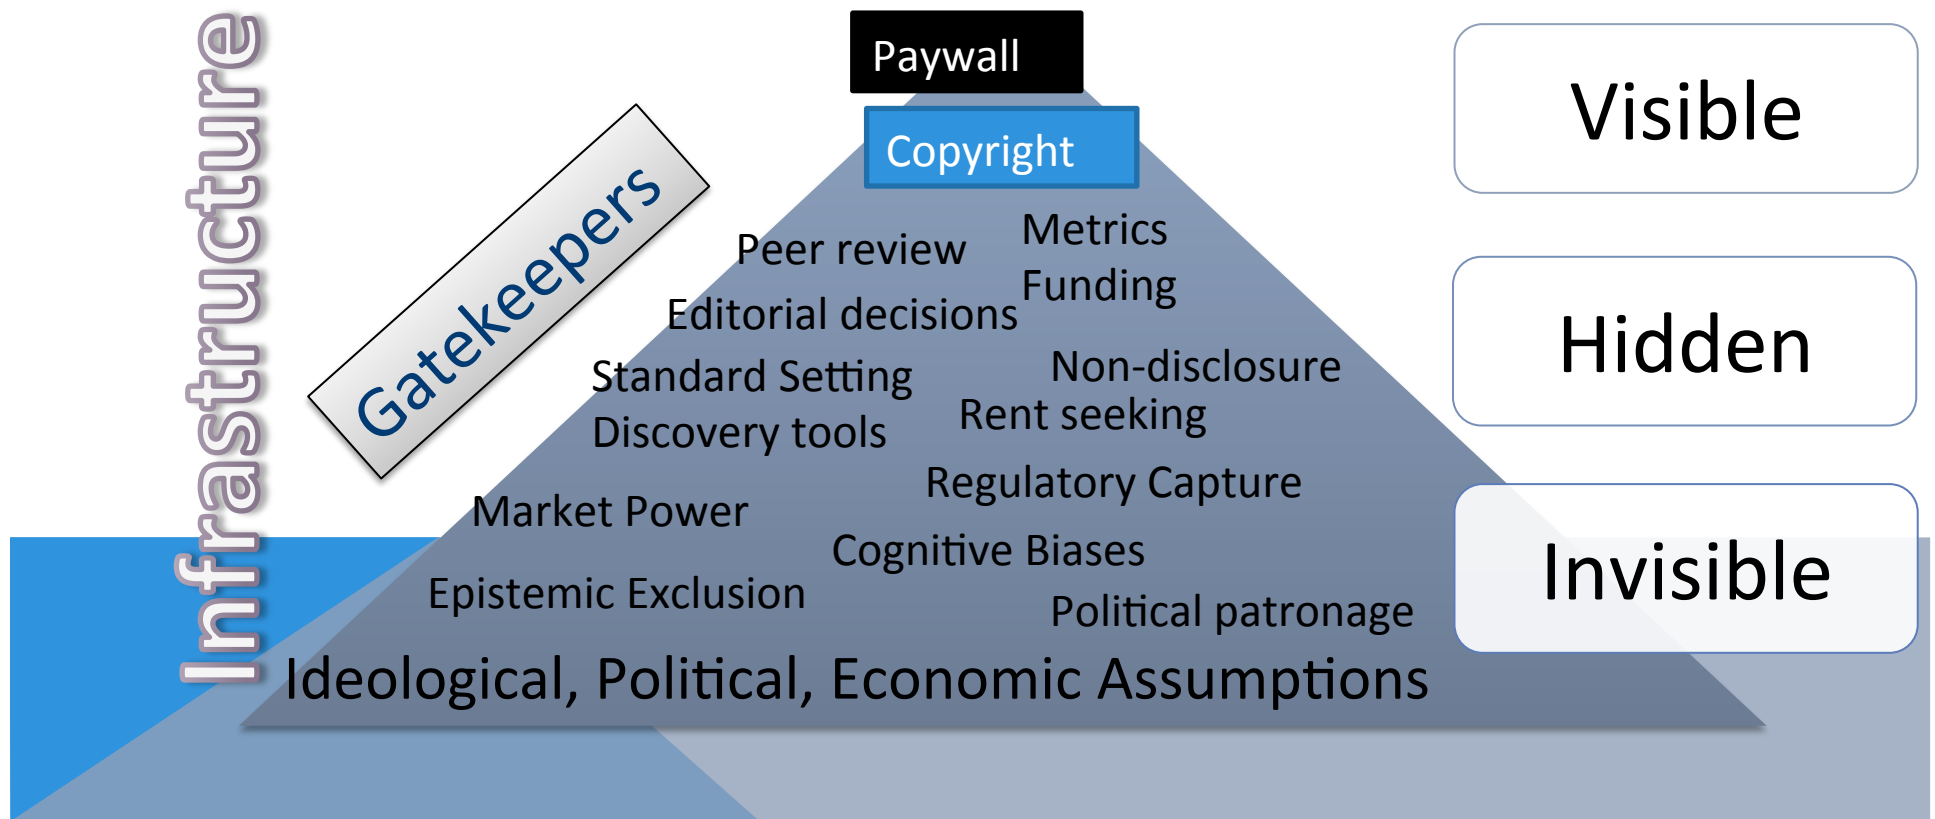 Infrastructure
Gatekeepers
Paywall
Copyright
Peer review
Metrics
Funding
Editorial decisions
Standard Setting
Non-disclosure
Discovery tools
Rent seeking
Market Power
Regulatory Capture
Cognitive Biases
Epistemic Exclusion
Political patronage
Ideological, Political, Economic Assumptions
Visible
Hidden
Invisible